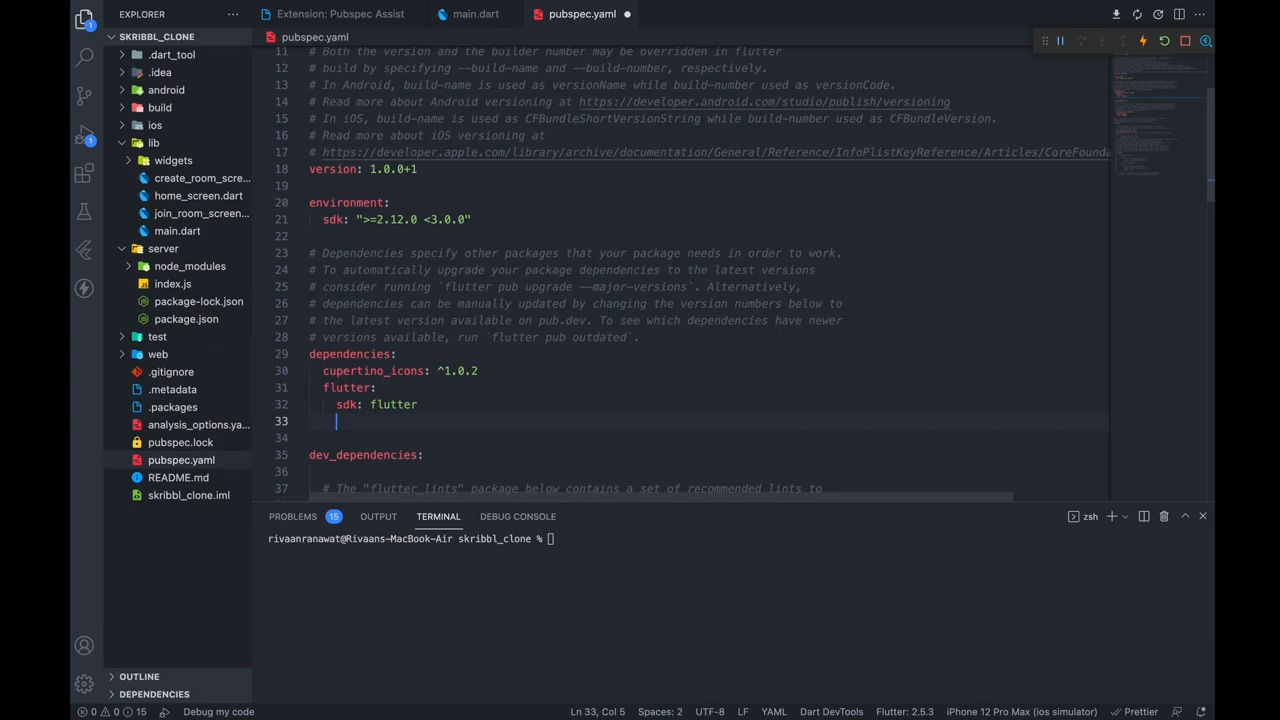 EXPLORER
Extension: Pubspec Assist
main.dart
pubspec.yaml
SKRIBBL_CLONE
.dart_tool
.idea
android
build
ios
lib
widgets
create_room_scre...
home_screen.dart
join_room_screen...
main.dart
server
node_modules
index.js
package-lock.json
package.json
test
web
.gitignore
.metadata
.packages
analysis_options.ya...
pubspec.lock
pubspec.yaml
README.md
skribbl_clone.iml
OUTLINE
DEPENDENCIES
1
1
pubspec.yaml
11 # Both the version and the builder number may be overridden in flutter
12 # build by specifying --build-name and --build-number, respectively.
13 # In Android, build-name is used as versionName while build-number used as versionCode.
14 # Read more about Android versioning at https://developer.android.com/studio/publish/versioning
15 # In iOS, build-name is used as CFBundleShortVersionString while build-number used as CFBundleVersion.
16 # Read more about iOS versioning at
17 # https://developer.apple.com/library/archive/documentation/General/Reference/InfoPlistKeyReference/Articles/CoreFounda
18 version: 1.0.0+1
19
20 environment:
21 sdk: ">=2.12.0 <3.0.0"
22
23 # Dependencies specify other packages that your package needs in order to work.
24 # To automatically upgrade your package dependencies to the latest versions
25 # consider running `flutter pub upgrade --major-versions`. Alternatively,
26 # dependencies can be manually updated by changing the version numbers below to
27 # the latest version available on pub.dev. To see which dependencies have newer
28 # versions available, run `flutter pub outdated`.
29 dependencies:
30 cupertino_icons: ^1.0.2
31 flutter:
32 sdk: flutter
33
34
35 dev_dependencies:
36
37 # The "flutter_lints" package below contains a set of recommended lints to
PROBLEMS 15 OUTPUT TERMINAL DEBUG CONSOLE zsh
rivaanranawat@Rivaans-MacBook-Air skribbl_clone %
0 0 15 Debug my code Ln 33, Col 5 Spaces: 2 UTF-8 LF YAML Dart DevTools Flutter: 2.5.3 iPhone 12 Pro Max (ios simulator) Prettier